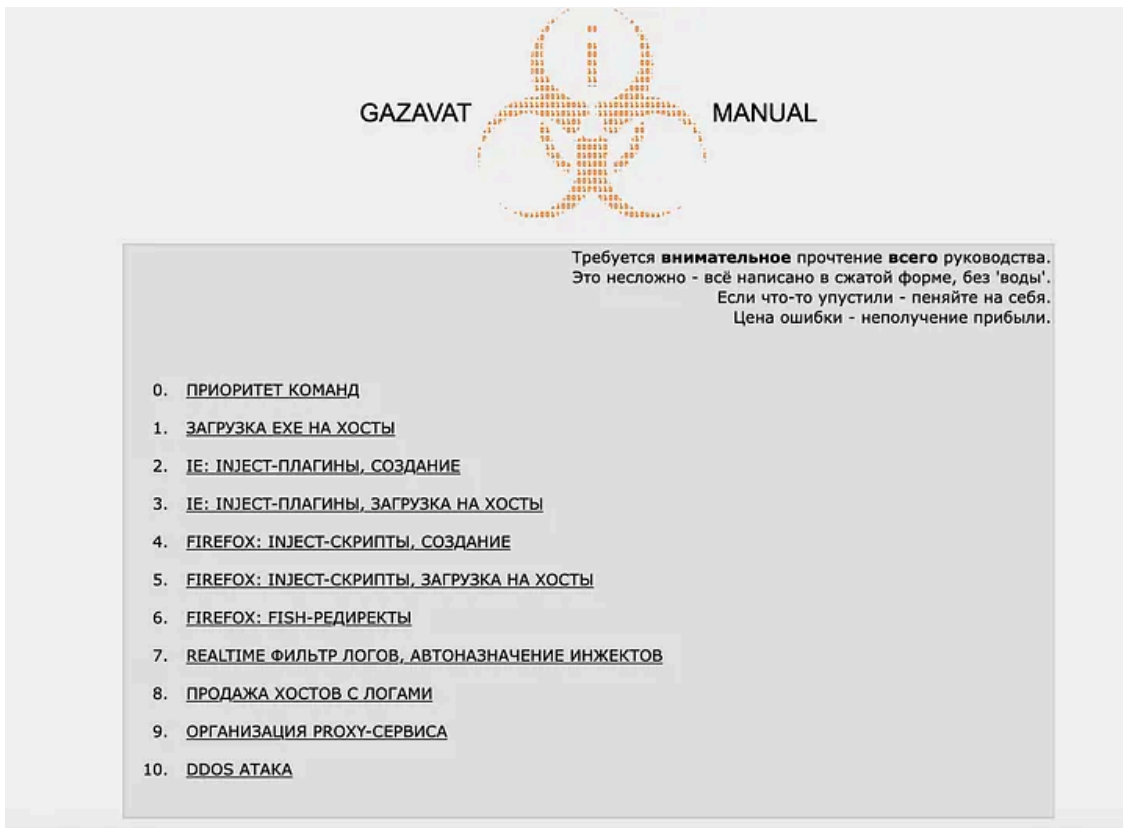 GAZAVAT MANUAL
Требуется внимательное прочтение всего руководства.
Это несложно - всё написано в сжатой форме, без 'воды'.
Если что-то упустили - пеняйте на себя.
Цена ошибки - неполучение прибыли.
0. ПРИОРИТЕТ КОМАНД
1. ЗАГРУЗКА EXE НА ХОСТЫ
2. IE: INJECT-ПЛАГИНЫ, СОЗДАНИЕ
3. IE: INJECT-ПЛАГИНЫ, ЗАГРУЗКА НА ХОСТЫ
4. FIREFOX: INJECT-СКРИПТЫ, СОЗДАНИЕ
5. FIREFOX: INJECT-СКРИПТЫ, ЗАГРУЗКА НА ХОСТЫ
6. FIREFOX: FISH-РЕДИРЕКТЫ
7. REALTIME ФИЛЬТР ЛОГОВ, АВТОНАЗНАЧЕНИЕ ИНЖЕКТОВ
8. ПРОДАЖА ХОСТОВ С ЛОГАМИ
9. ОРГАНИЗАЦИЯ PROXY-СЕРВИСА
10. DDOS АТАКА